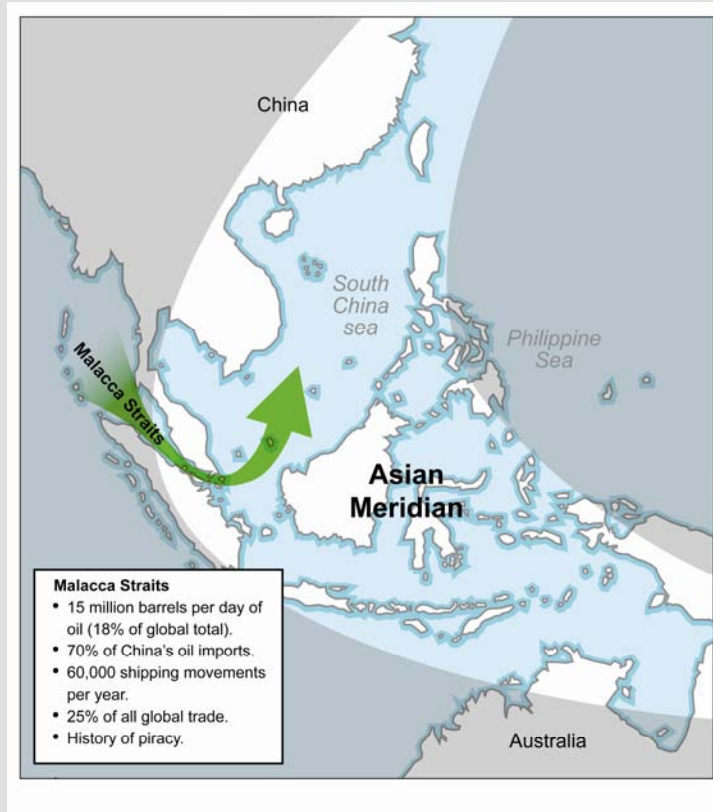 China
South
China
sea
Philippine
Sea
Malacca Straits
Asian
Meridian
Malacca Straits
• 15 million barrels per day of
oil (18% of global total).
• 70% of China's oil imports.
• 60,000 shipping movements
per year.
• 25% of all global trade.
• History of piracy.
Australia